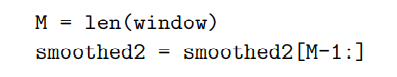 M = len(window)
smoothed2 = smoothed2[M-1:]